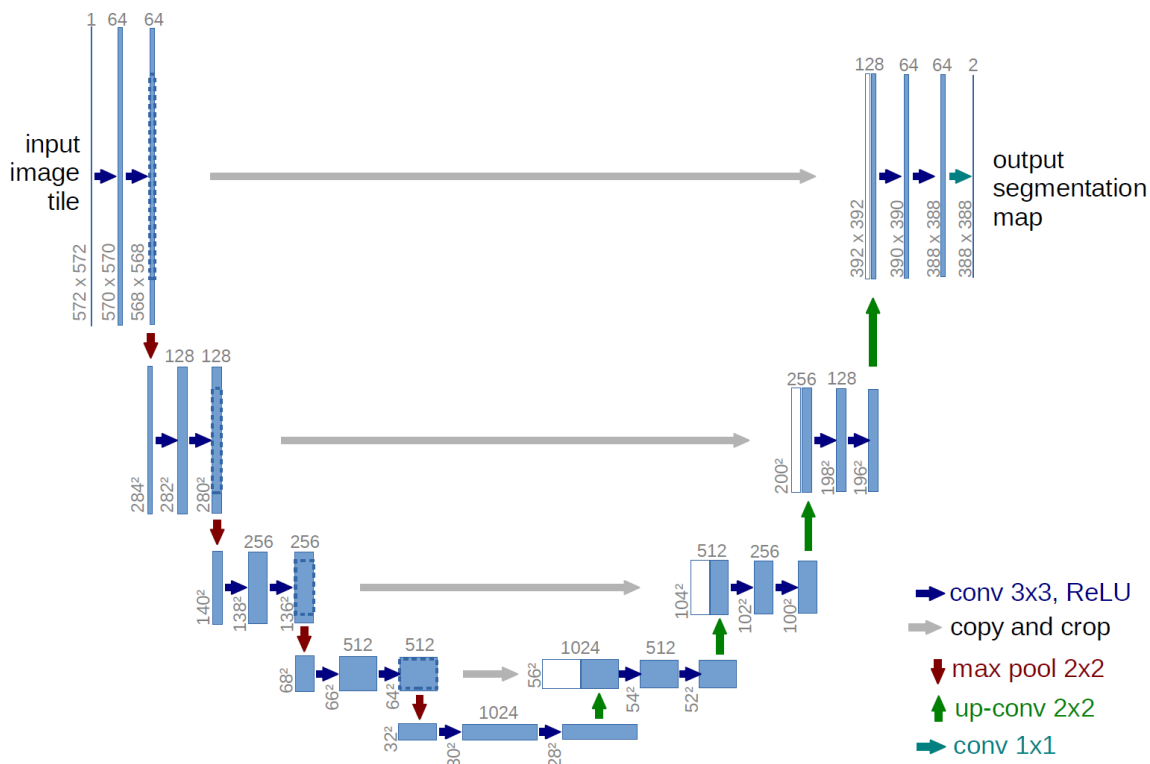 1 64 64
input
image
tile
572 x 572
570 x 570
568 x 568
128 64 64 2
output
segmentation
map
392 x 392
390 x 390
388 x 388
388 x 388
128 128
284²
282²
280²
256 128
200²
198²
196²
256 256
140²
138²
136²
512 256
104²
102²
100²
512 512
68²
66²
64²
1024 512
56²
54²
52²
1024
32²
30²
28²
conv 3x3, ReLU
copy and crop
max pool 2x2
up-conv 2x2
conv 1x1